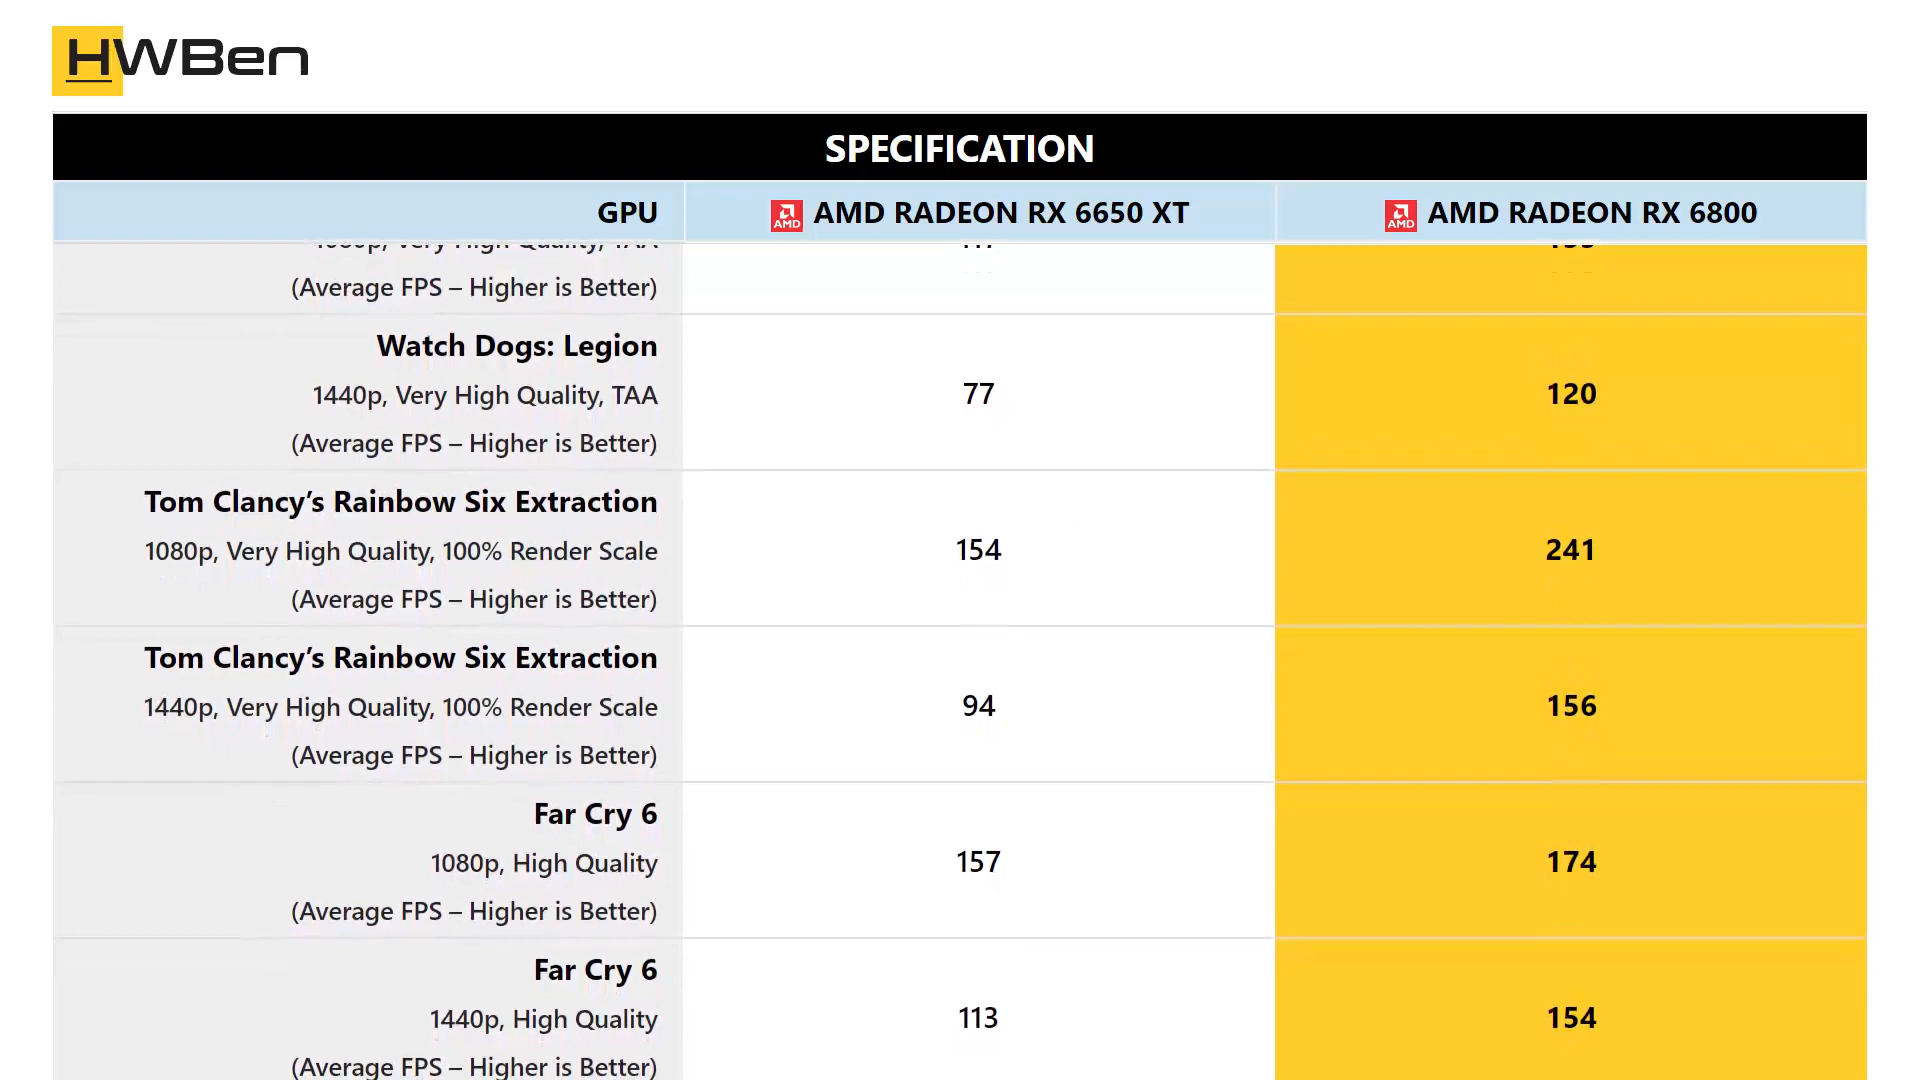 HWBen
SPECIFICATION
GPU AMD AMD RADEON RX 6650 XT AMD AMD RADEON RX 6800
1080p, Very High Quality, TAA
(Average FPS – Higher is Better)
Watch Dogs: Legion
1440p, Very High Quality, TAA 77 120
(Average FPS – Higher is Better)
Tom Clancy’s Rainbow Six Extraction
1080p, Very High Quality, 100% Render Scale 154 241
(Average FPS – Higher is Better)
Tom Clancy’s Rainbow Six Extraction
1440p, Very High Quality, 100% Render Scale 94 156
(Average FPS – Higher is Better)
Far Cry 6
1080p, High Quality 157 174
(Average FPS – Higher is Better)
Far Cry 6
1440p, High Quality 113 154
(Average FPS – Higher is Better)